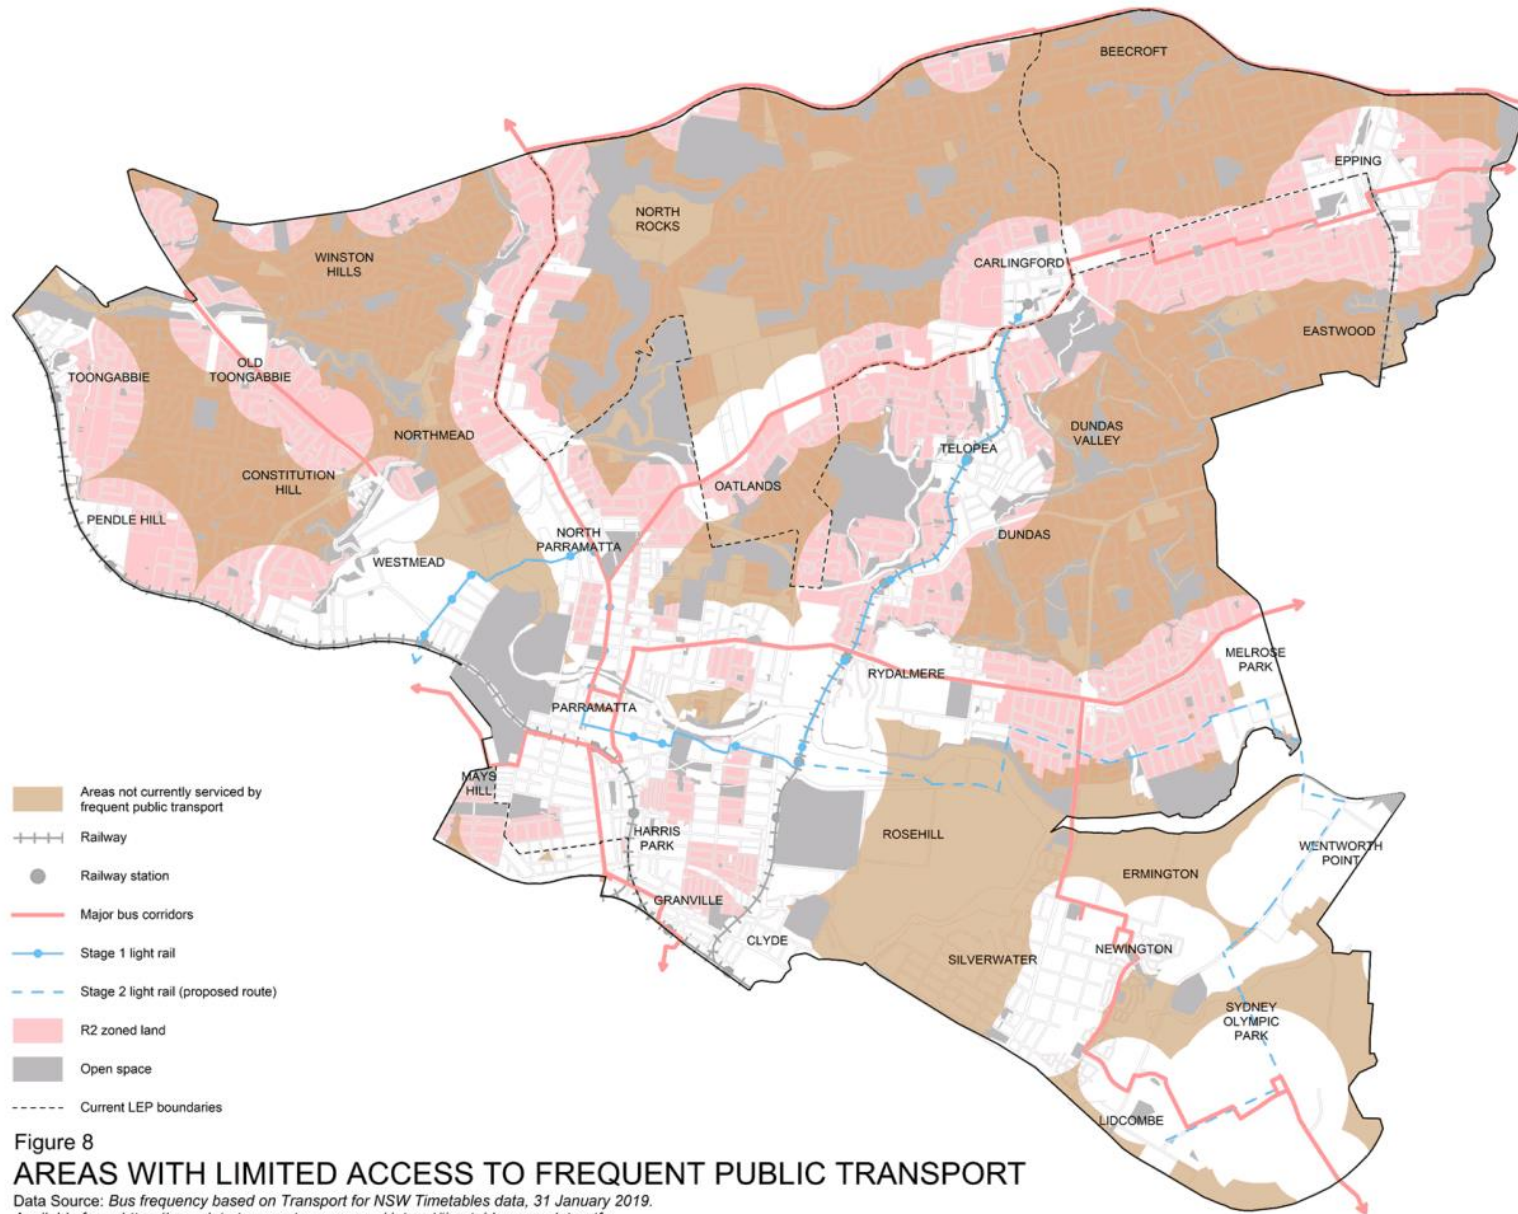 BEECROFT
EPPING
NORTH
ROCKS
WINSTON
HILLS
CARLINGFORD
EASTWOOD
TOONGABBIE
OLD
TOONGABBIE
NORTHMEAD
DUNDAS
VALLEY
TELOPEA
CONSTITUTION
HILL
OATLANDS
PENDLE HILL
NORTH
PARRAMATTA
DUNDAS
WESTMEAD
MELROSE
PARK
RYDALMERE
PARRAMATTA
MAYS
HILL
HARRIS
PARK
ROSEHILL
WENTWORTH
POINT
ERMINGTON
GRANVILLE
CLYDE
NEWINGTON
SILVERWATER
SYDNEY
OLYMPIC
PARK
LIDCOMBE
Areas not currently serviced by
frequent public transport
Railway
Railway station
Major bus corridors
Stage 1 light rail
Stage 2 light rail (proposed route)
R2 zoned land
Open space
Current LEP boundaries
Figure 8
AREAS WITH LIMITED ACCESS TO FREQUENT PUBLIC TRANSPORT
Data Source: Bus frequency based on Transport for NSW Timetables data, 31 January 2019.